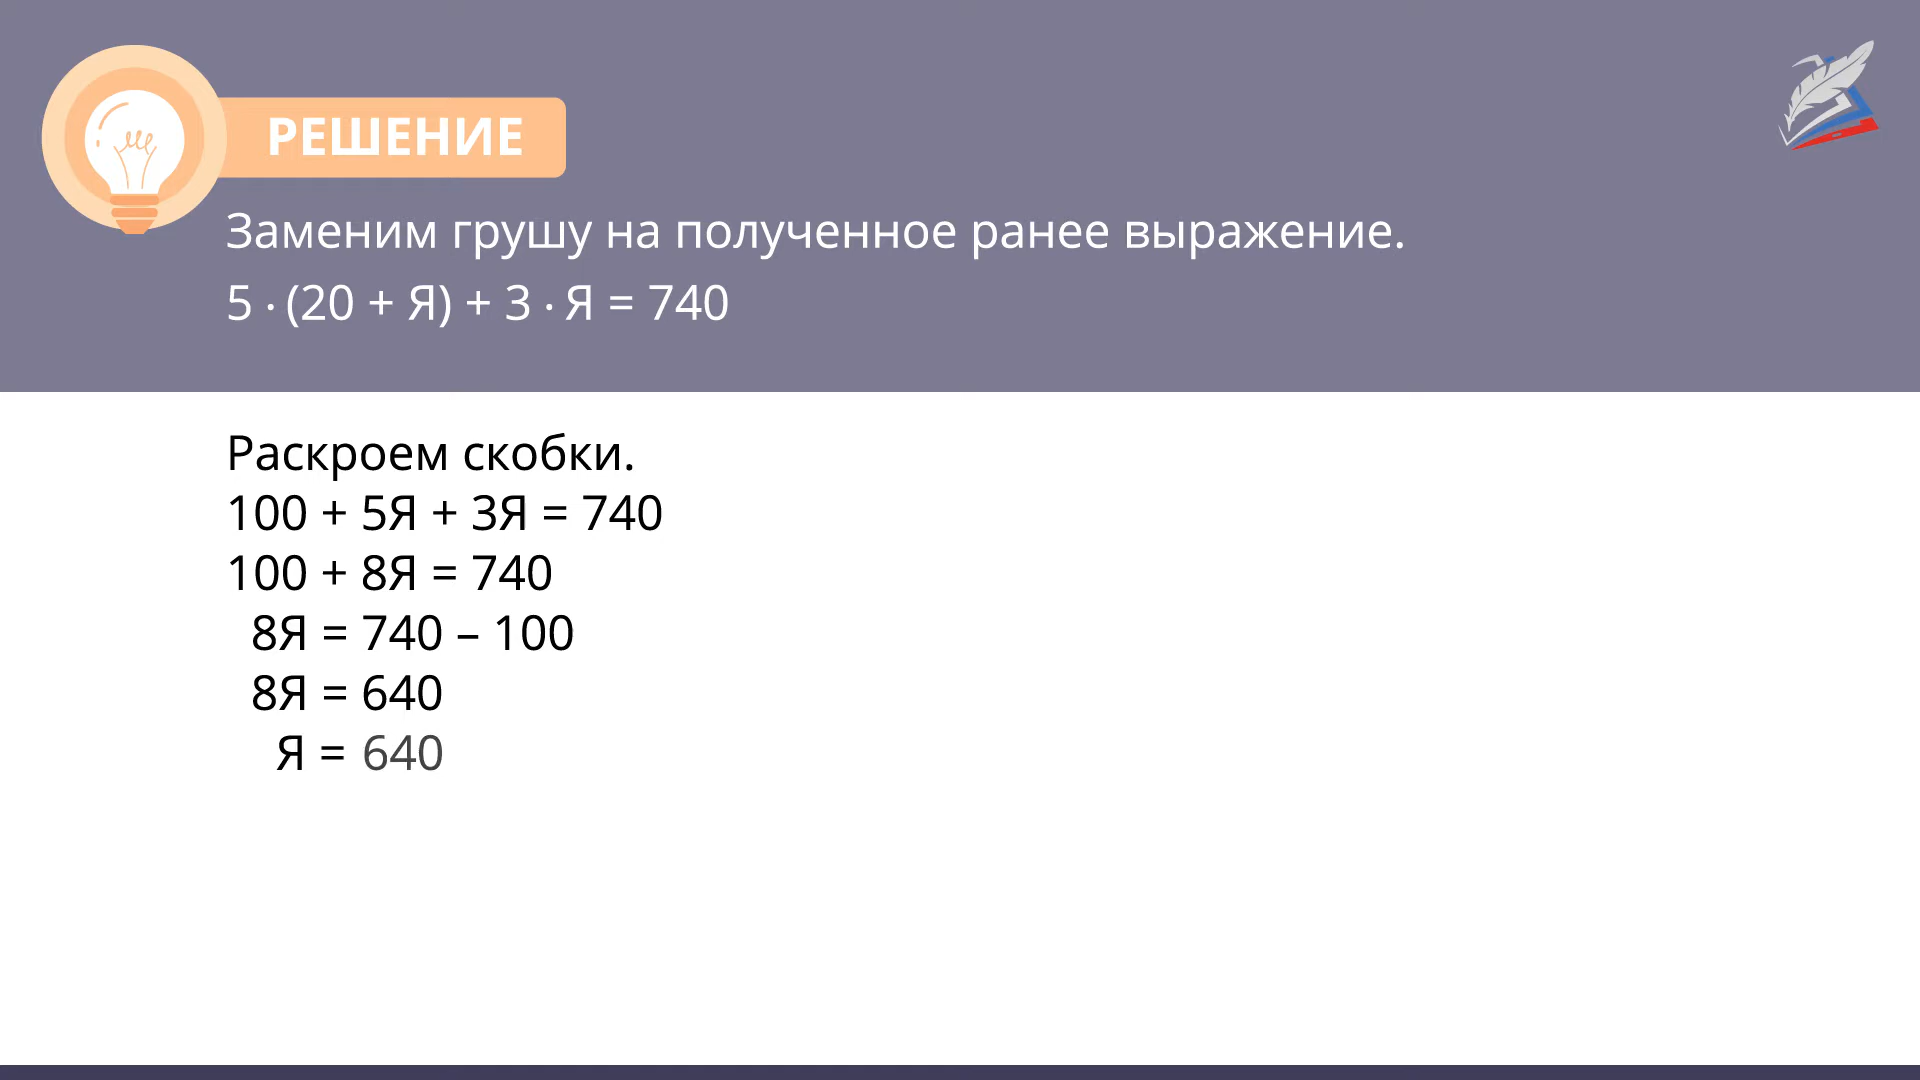 РЕШЕНИЕ
Заменим грушу на полученное ранее выражение.
5 · (20 + Я) + 3 · Я = 740
Раскроем скобки.
100 + 5Я + 3Я = 740
100 + 8Я = 740
8Я = 740 – 100
8Я = 640
Я = 640